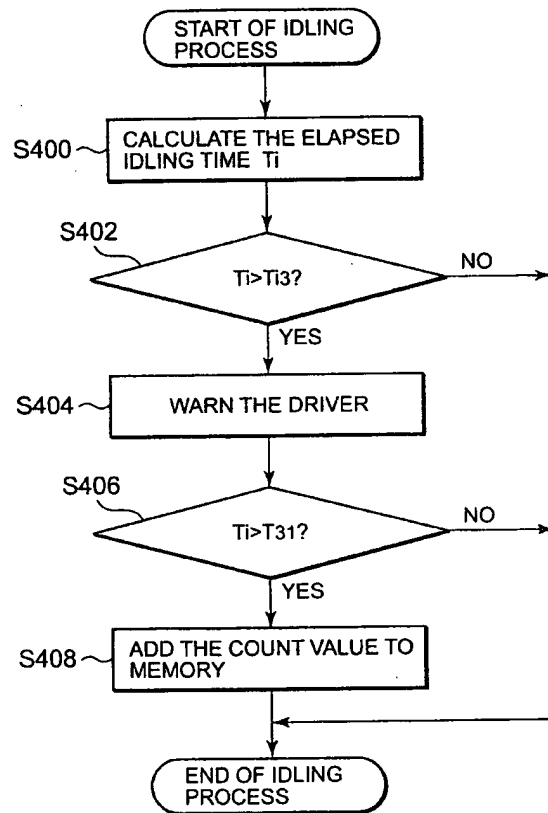 START OF IDLING
PROCESS
S400
CALCULATE THE ELAPSED
IDLING TIME Ti
S402
Ti>Ti3?
NO
YES
S404
WARN THE DRIVER
S406
Ti>T31?
NO
YES
S408
ADD THE COUNT VALUE TO
MEMORY
END OF IDLING
PROCESS